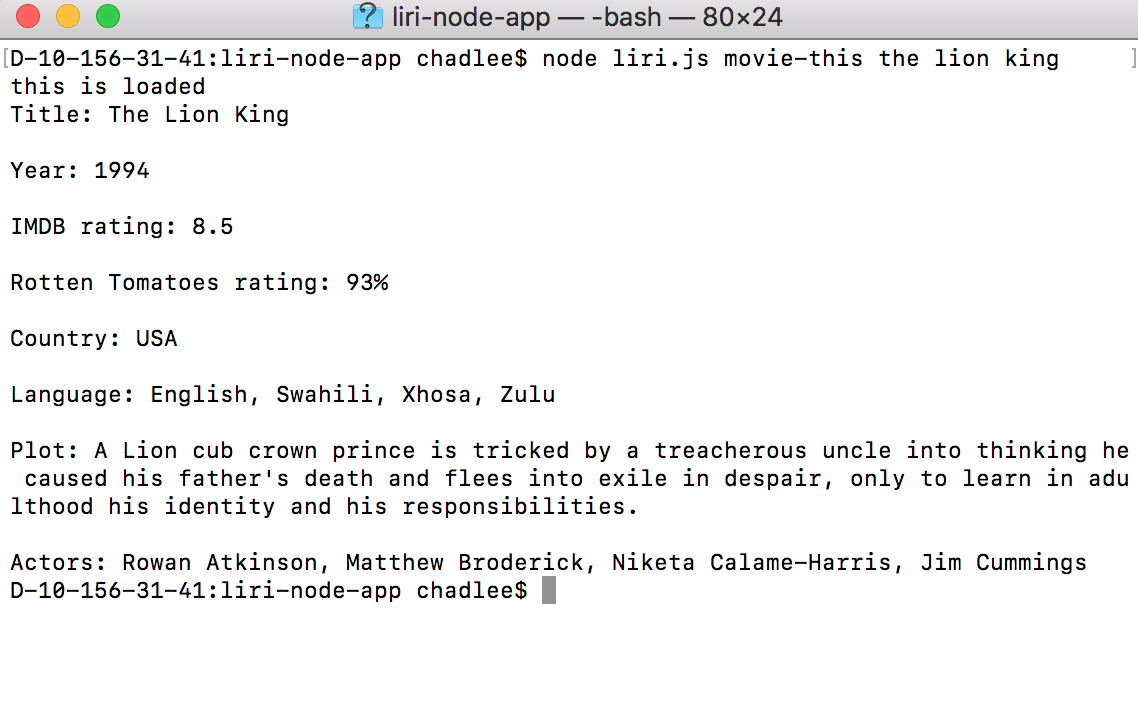 liri-node-app — -bash — 80×24
[D-10-156-31-41:liri-node-app chadlee$ node liri.js movie-this the lion king ]
this is loaded
Title: The Lion King
Year: 1994
IMDB rating: 8.5
Rotten Tomatoes rating: 93%
Country: USA
Language: English, Swahili, Xhosa, Zulu
Plot: A Lion cub crown prince is tricked by a treacherous uncle into thinking he
 caused his father's death and flees into exile in despair, only to learn in adu
lthood his identity and his responsibilities.
Actors: Rowan Atkinson, Matthew Broderick, Niketa Calame-Harris, Jim Cummings
D-10-156-31-41:liri-node-app chadlee$